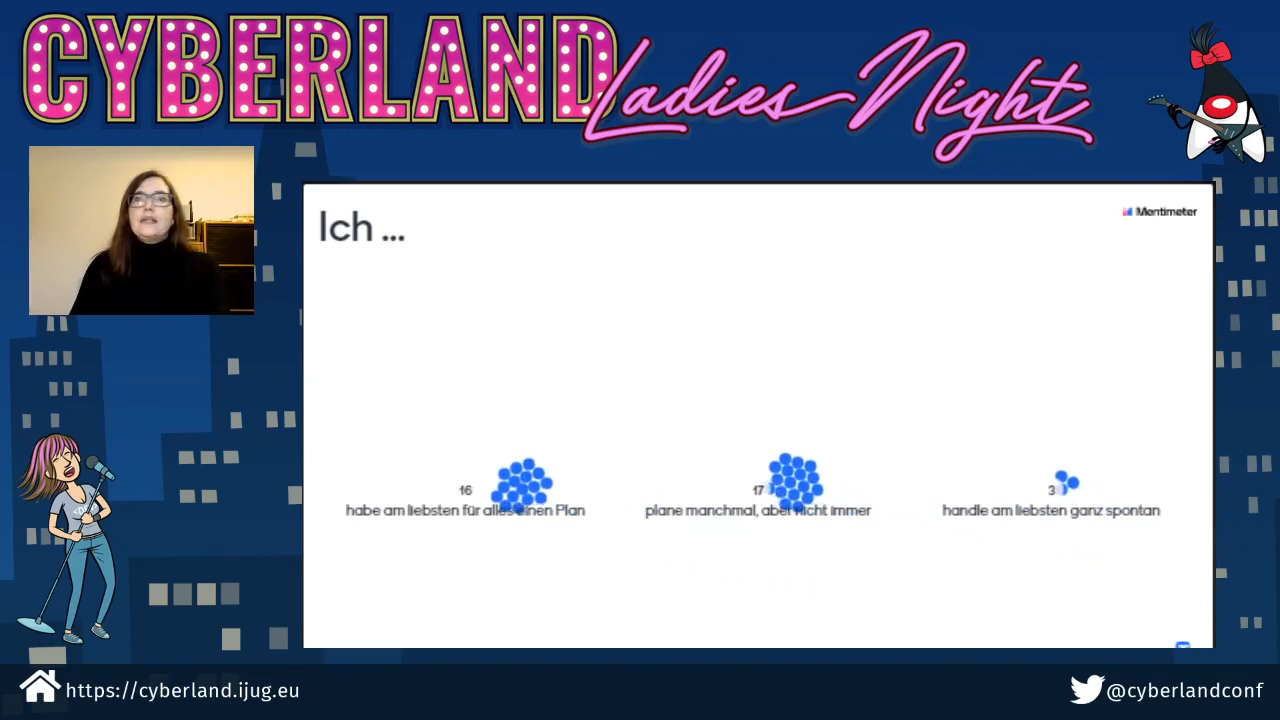 CYBERLAND Ladies Night
Ich ...
Mentimeter
16
17
3
habe am liebsten für alles einen Plan
plane manchmal, aber nicht immer
handle am liebsten ganz spontan
https://cyberland.ijug.eu
@cyberlandconf